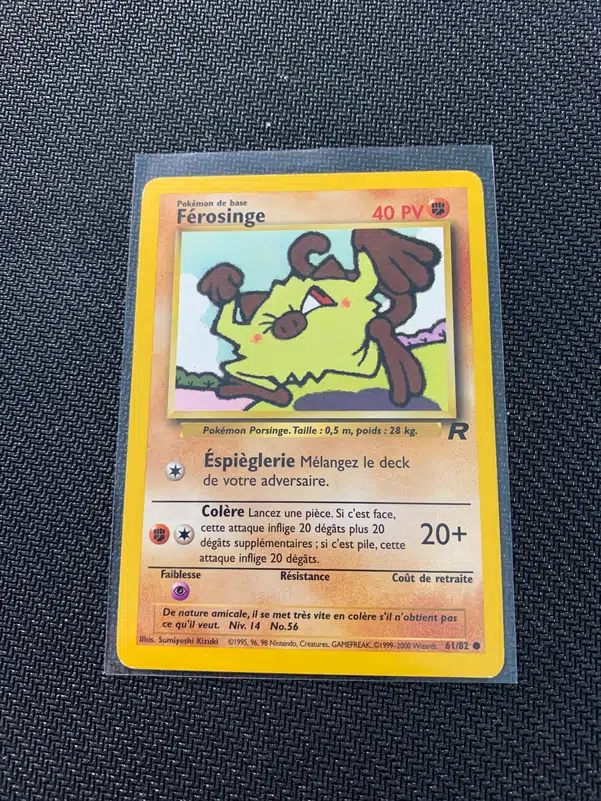 Pokémon de base
Férosinge
40 PV
Pokémon Porsinge. Taille : 0,5 m, poids : 28 kg.
R
Espièglerie Mélangez le deck
de votre adversaire.
Colère Lancez une pièce. Si c'est face,
cette attaque inflige 20 dégâts plus 20
dégâts supplémentaires ; si c'est pile, cette
attaque inflige 20 dégâts.
20+
Faiblesse
Résistance
Coût de retraite
De nature amicale, il se met très vite en colère s'il n'obtient pas
ce qu'il veut. Niv. 14 No.56
Illus. Sumiyoshi Kizuki ©1995, 96, 98 Nintendo, Creatures, GAMEFREAK. ©1999-2000 Wizards. 61/82